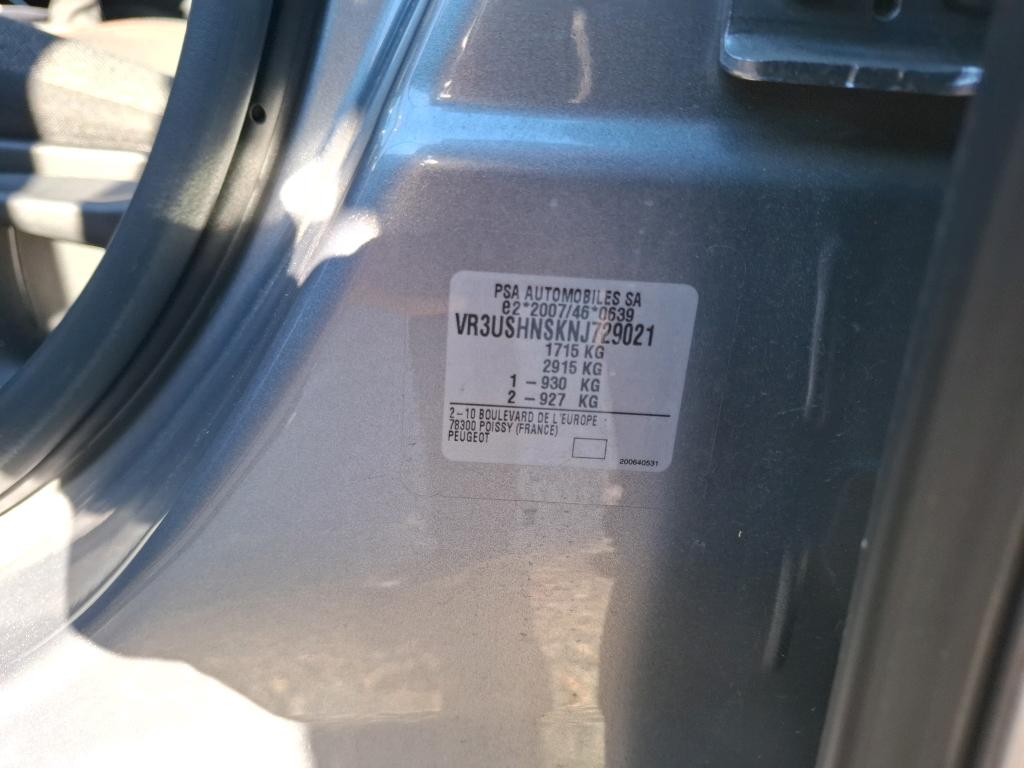 PSA AUTOMOBILES SA
e2*2007/46*0639
VR3USHNSKNJ729021
1715 KG
2915 KG
1 - 930 KG
2 - 927 KG
2-10 BOULEVARD DE L'EUROPE
78300 POISSY (FRANCE)
PEUGEOT
200640531